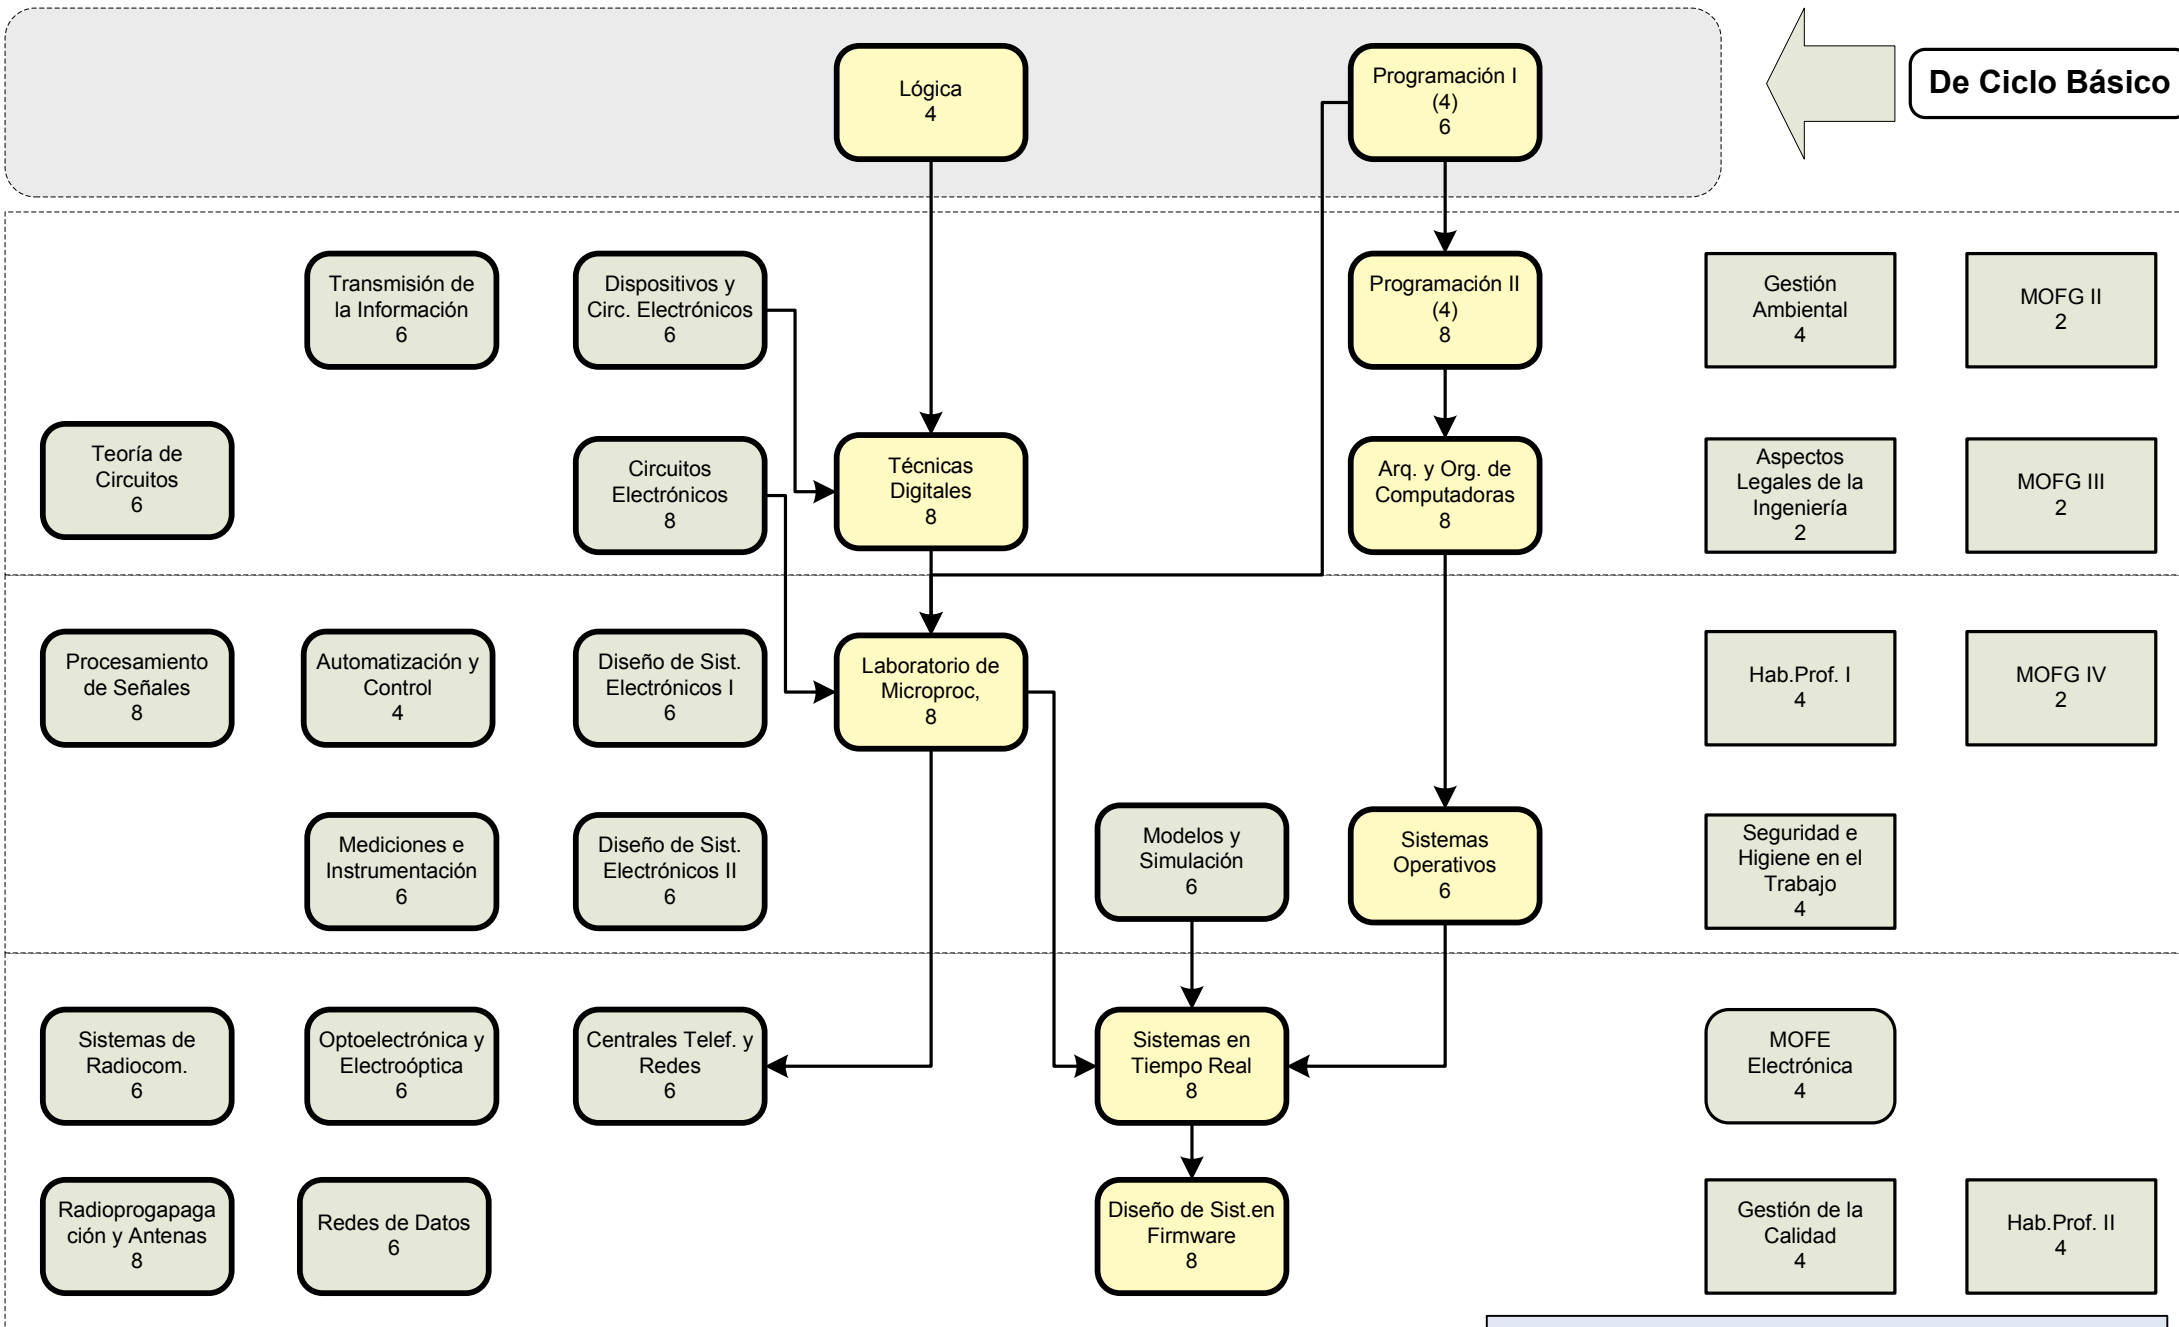 Lógica
4
Programación I
(4)
6
De Ciclo Básico
Transmisión de
la Información
6
Dispositivos y
Circ. Electrónicos
6
Programación II
(4)
8
Gestión
Ambiental
4
MOFG II
2
Teoría de
Circuitos
6
Circuitos
Electrónicos
8
Técnicas
Digitales
8
Arq. y Org. de
Computadoras
8
Aspectos
Legales de la
Ingeniería
2
MOFG III
2
Procesamiento
de Señales
8
Automatización y
Control
4
Diseño de Sist.
Electrónicos I
6
Laboratorio de
Microproc,
8
Hab.Prof. I
4
MOFG IV
2
Mediciones e
Instrumentación
6
Diseño de Sist.
Electrónicos II
6
Modelos y
Simulación
6
Sistemas
Operativos
6
Seguridad e
Higiene en el
Trabajo
4
Sistemas de
Radiocom.
6
Optoelectrónica y
Electroóptica
6
Centrales Telef. y
Redes
6
Sistemas en
Tiempo Real
8
MOFE
Electrónica
4
Radioprogapaga
ción y Antenas
8
Redes de Datos
6
Diseño de Sist.en
Firmware
8
Gestión de la
Calidad
4
Hab.Prof. II
4